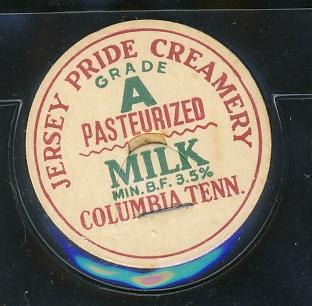 JERSEY PRIDE CREAMERY
GRADE
A
PASTEURIZED
MILK
MIN. B.F. 3.5%
COLUMBIA TENN.